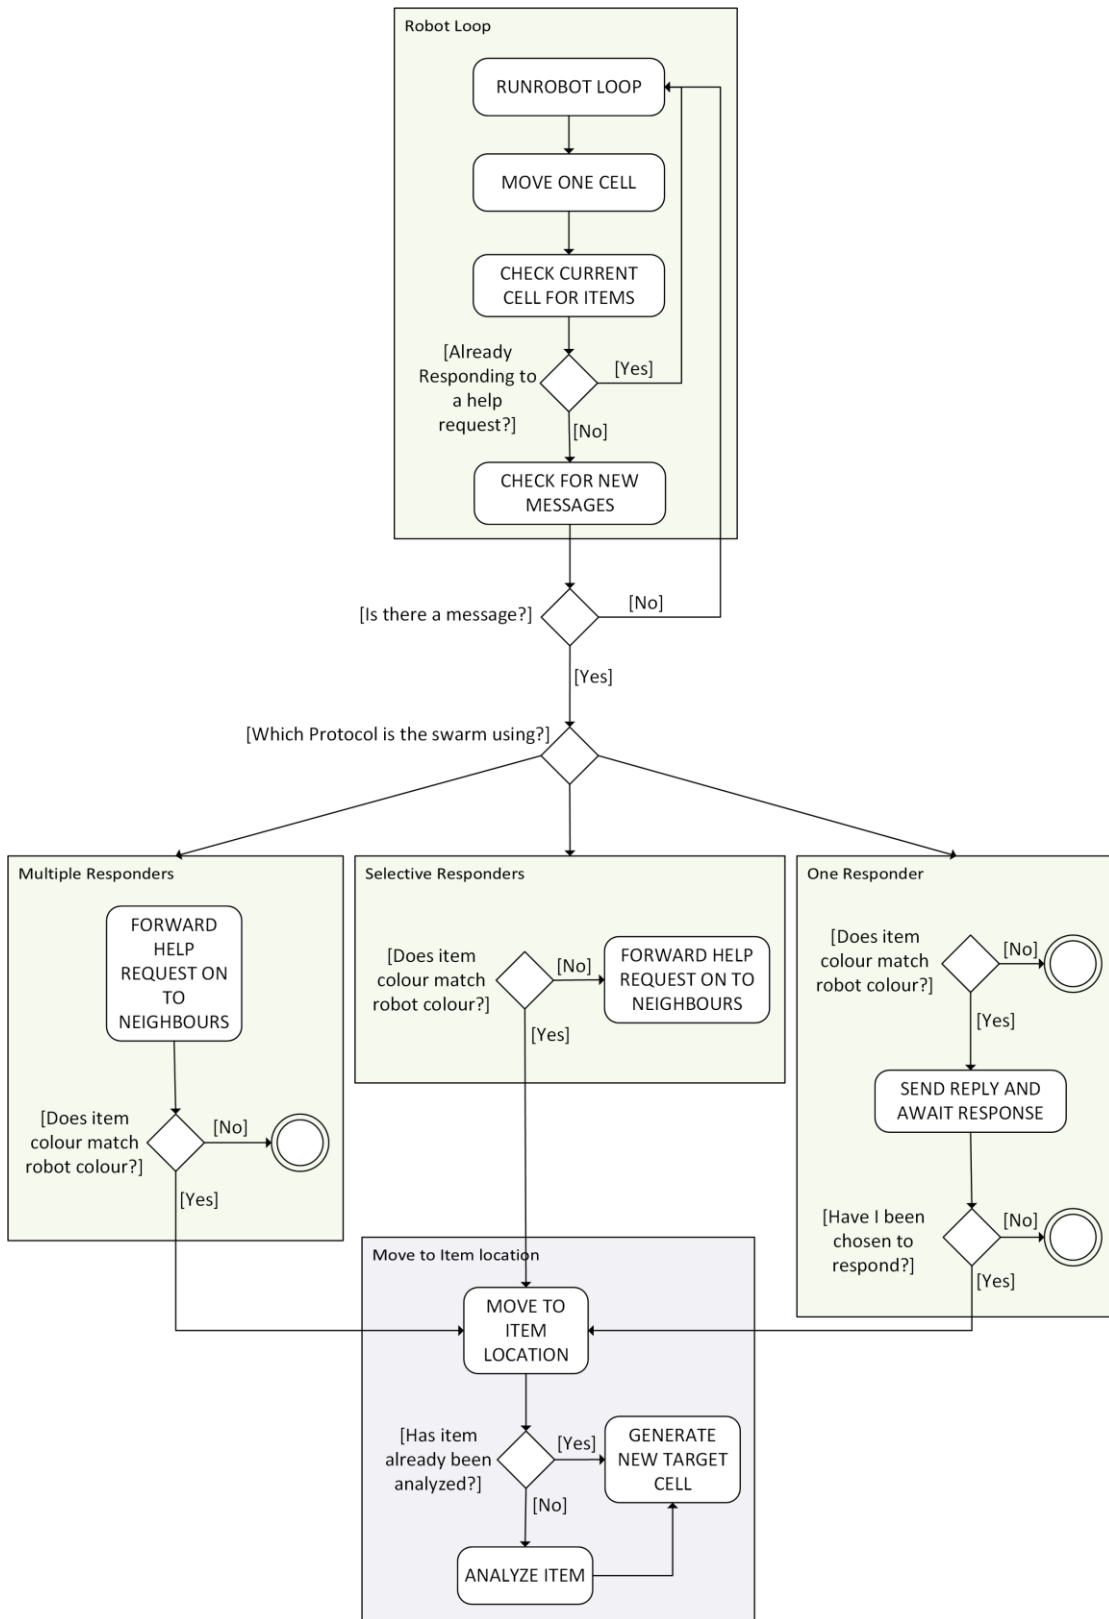 Robot Loop
RUNROBOT LOOP
MOVE ONE CELL
CHECK CURRENT
CELL FOR ITEMS
[Already
Responding to
a help
request?]
[Yes]
[No]
CHECK FOR NEW
MESSAGES
[Is there a message?]
[No]
[Yes]
[Which Protocol is the swarm using?]
Multiple Responders
FORWARD
HELP
REQUEST ON
TO
NEIGHBOURS
[Does item
colour match
robot colour?]
[No]
[Yes]
Selective Responders
[Does item
colour match
robot colour?]
[No]
FORWARD HELP
REQUEST ON TO
NEIGHBOURS
[Yes]
One Responder
[Does item
colour match
robot colour?]
[No]
[Yes]
SEND REPLY AND
AWAIT RESPONSE
[Have I been
chosen to
respond?]
[No]
[Yes]
Move to Item location
MOVE TO
ITEM
LOCATION
[Has item
already been
analyzed?]
[Yes]
GENERATE
NEW TARGET
CELL
[No]
ANALYZE ITEM